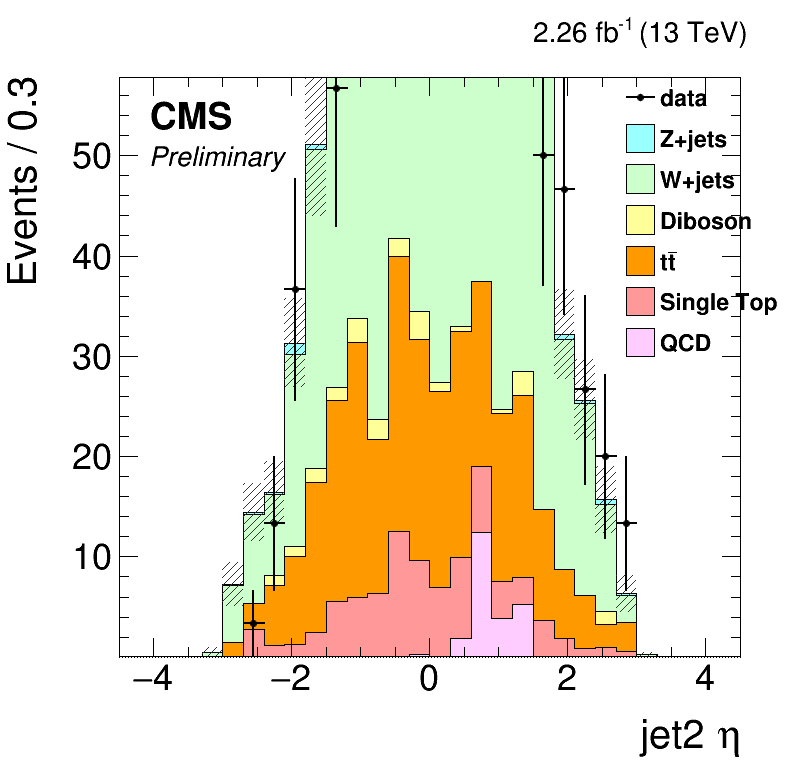 2.26 fb⁻¹ (13 TeV)
CMS
Preliminary
Events / 0.3
50
40
30
20
10
data
Z+jets
W+jets
Diboson
tt̄
Single Top
QCD
−4 −2 0 2 4
jet2 η